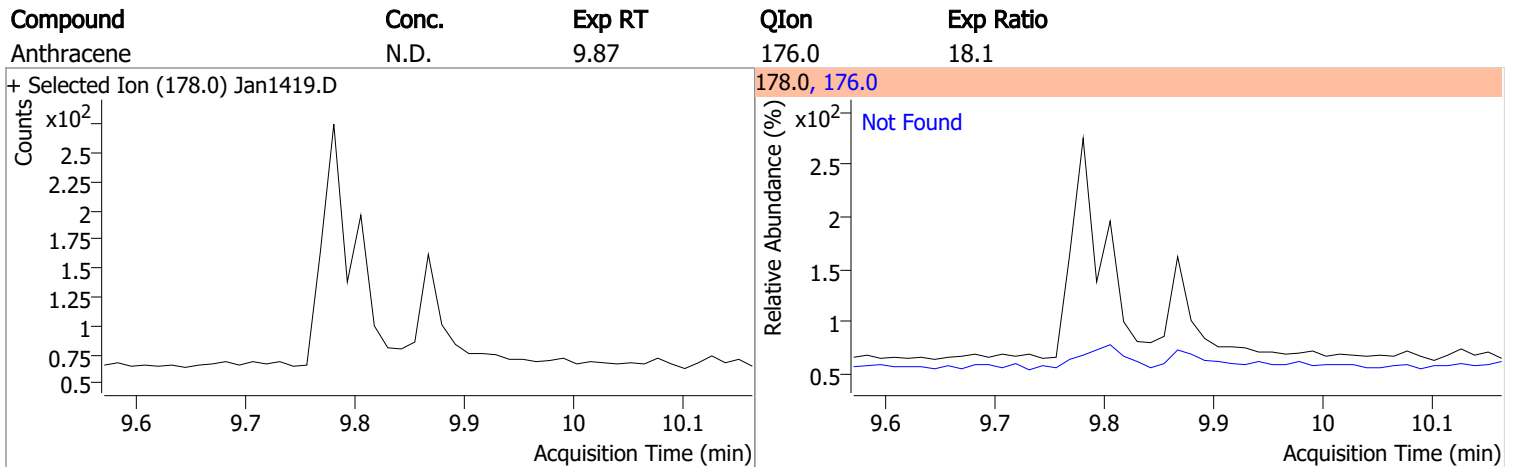 Compound Conc. Exp RT QIon Exp Ratio
Anthracene N.D. 9.87 176.0 18.1
+ Selected Ion (178.0) Jan1419.D
Counts
x10²
2.5
2.25
2
1.75
1.5
1.25
1
0.75
0.5
9.6 9.7 9.8 9.9 10 10.1
Acquisition Time (min)
178.0, 176.0
Relative Abundance (%)
x10²
Not Found
2.5
2
1.5
1
0.5
9.6 9.7 9.8 9.9 10 10.1
Acquisition Time (min)